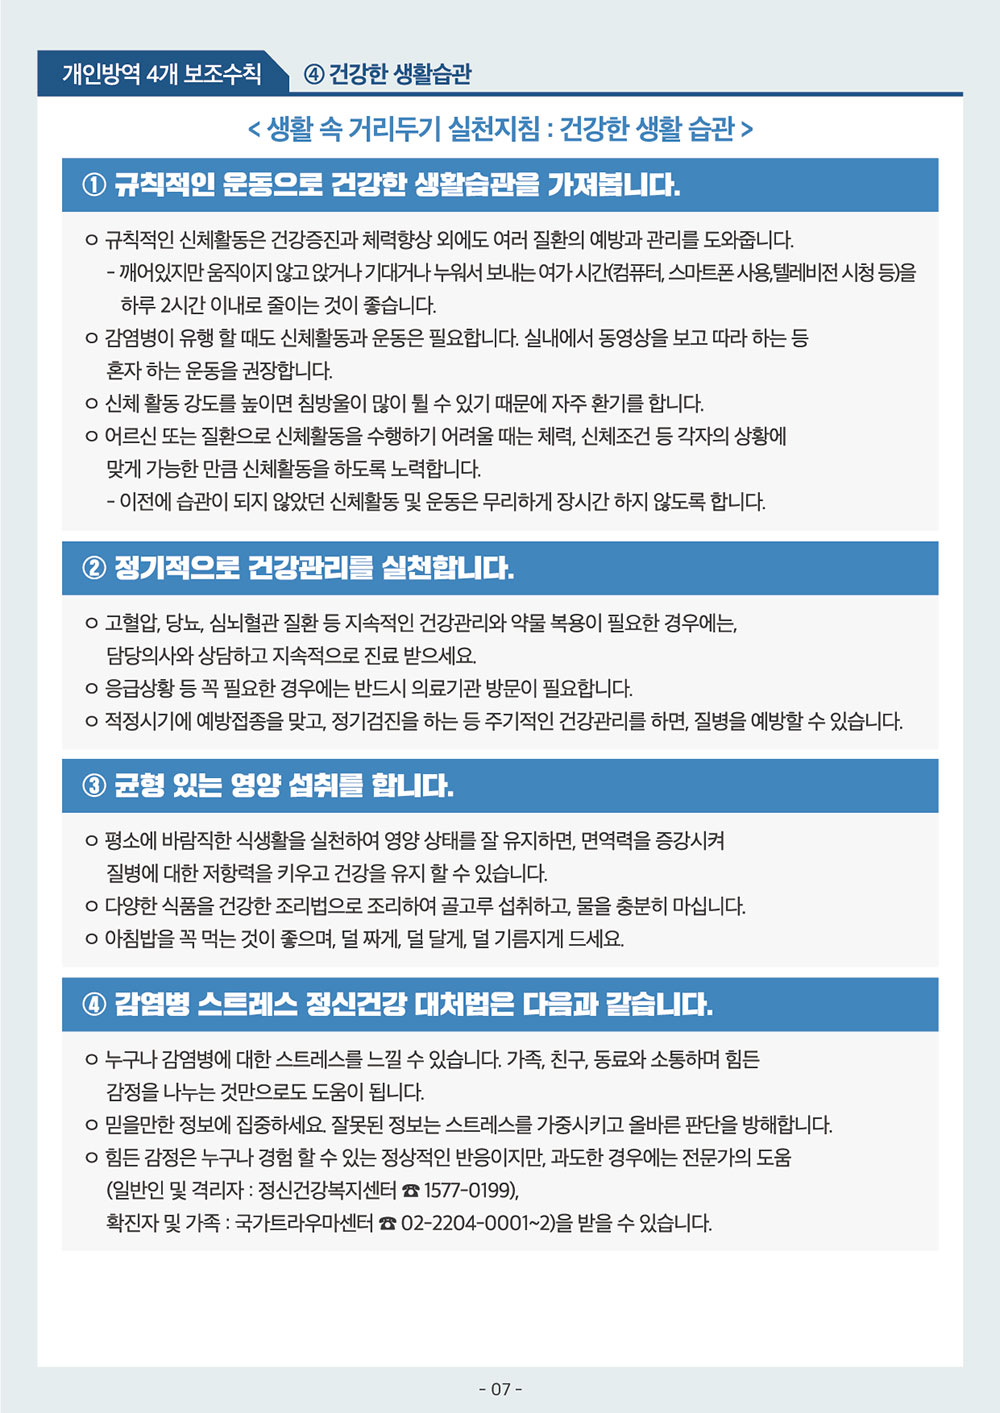 개인방역 4개 보조수칙 ④ 건강한 생활습관
< 생활 속 거리두기 실천지침 : 건강한 생활 습관 >
① 규칙적인 운동으로 건강한 생활습관을 가져봅니다.
ㅇ 규칙적인 신체활동은 건강증진과 체력향상 외에도 여러 질환의 예방과 관리를 도와줍니다.
- 깨어있지만 움직이지 않고 앉거나 기대거나 누워서 보내는 여가 시간(컴퓨터, 스마트폰 사용,텔레비전 시청 등)을
하루 2시간 이내로 줄이는 것이 좋습니다.
ㅇ 감염병이 유행 할 때도 신체활동과 운동은 필요합니다. 실내에서 동영상을 보고 따라 하는 등
혼자 하는 운동을 권장합니다.
ㅇ 신체 활동 강도를 높이면 침방울이 많이 튈 수 있기 때문에 자주 환기를 합니다.
ㅇ 어르신 또는 질환으로 신체활동을 수행하기 어려울 때는 체력, 신체조건 등 각자의 상황에
맞게 가능한 만큼 신체활동을 하도록 노력합니다.
- 이전에 습관이 되지 않았던 신체활동 및 운동은 무리하게 장시간 하지 않도록 합니다.
② 정기적으로 건강관리를 실천합니다.
ㅇ 고혈압, 당뇨, 심뇌혈관 질환 등 지속적인 건강관리와 약물 복용이 필요한 경우에는,
담당의사와 상담하고 지속적으로 진료 받으세요.
ㅇ 응급상황 등 꼭 필요한 경우에는 반드시 의료기관 방문이 필요합니다.
ㅇ 적정시기에 예방접종을 맞고, 정기검진을 하는 등 주기적인 건강관리를 하면, 질병을 예방할 수 있습니다.
③ 균형 있는 영양 섭취를 합니다.
ㅇ 평소에 바람직한 식생활을 실천하여 영양 상태를 잘 유지하면, 면역력을 증강시켜
질병에 대한 저항력을 키우고 건강을 유지 할 수 있습니다.
ㅇ 다양한 식품을 건강한 조리법으로 조리하여 골고루 섭취하고, 물을 충분히 마십니다.
ㅇ 아침밥을 꼭 먹는 것이 좋으며, 덜 짜게, 덜 달게, 덜 기름지게 드세요.
④ 감염병 스트레스 정신건강 대처법은 다음과 같습니다.
ㅇ 누구나 감염병에 대한 스트레스를 느낄 수 있습니다. 가족, 친구, 동료와 소통하며 힘든
감정을 나누는 것만으로도 도움이 됩니다.
ㅇ 믿을만한 정보에 집중하세요. 잘못된 정보는 스트레스를 가중시키고 올바른 판단을 방해합니다.
ㅇ 힘든 감정은 누구나 경험 할 수 있는 정상적인 반응이지만, 과도한 경우에는 전문가의 도움
(일반인 및 격리자 : 정신건강복지센터 ☎ 1577-0199),
확진자 및 가족 : 국가트라우마센터 ☎ 02-2204-0001~2)을 받을 수 있습니다.
- 07 -